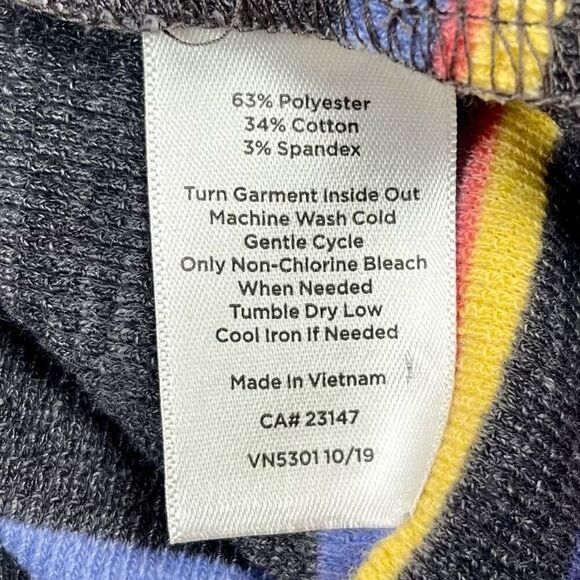 63% Polyester
34% Cotton
3% Spandex
Turn Garment Inside Out
Machine Wash Cold
Gentle Cycle
Only Non-Chlorine Bleach
When Needed
Tumble Dry Low
Cool Iron If Needed
Made In Vietnam
CA# 23147
VN5301 10/19